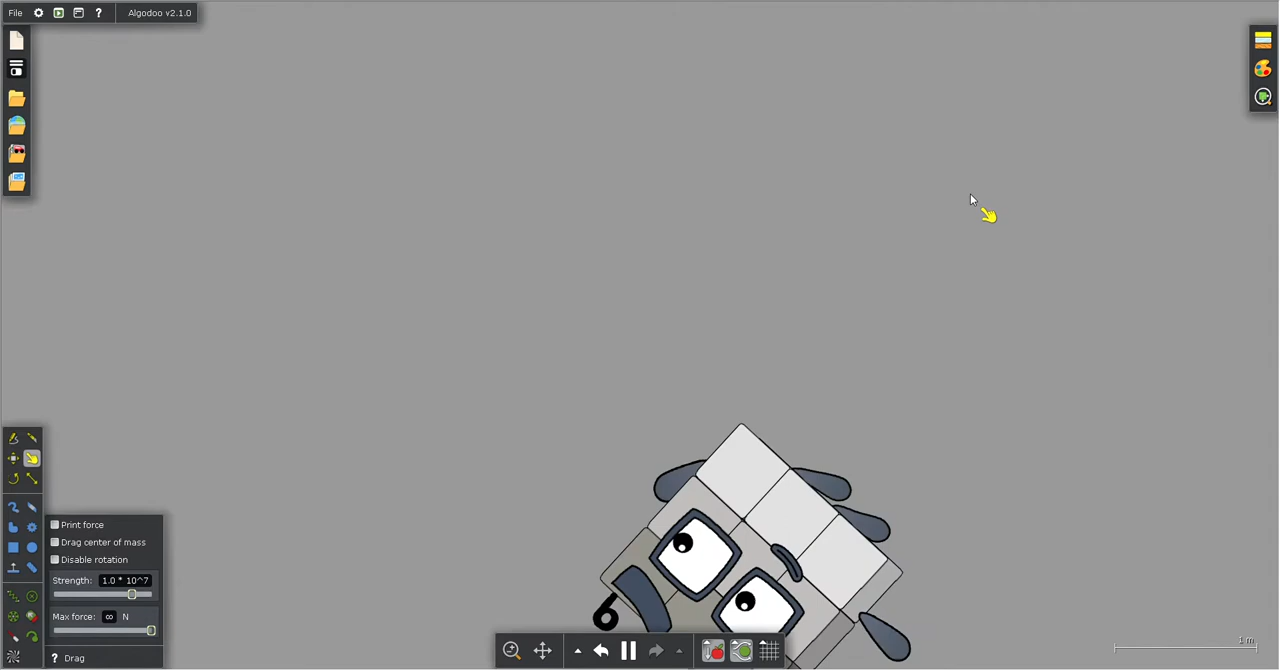 File ? Algodoo v2.1.0
Print force
Drag center of mass
Disable rotation
Strength: 1.0 * 10^7
Max force: ∞ N
? Drag
1 m